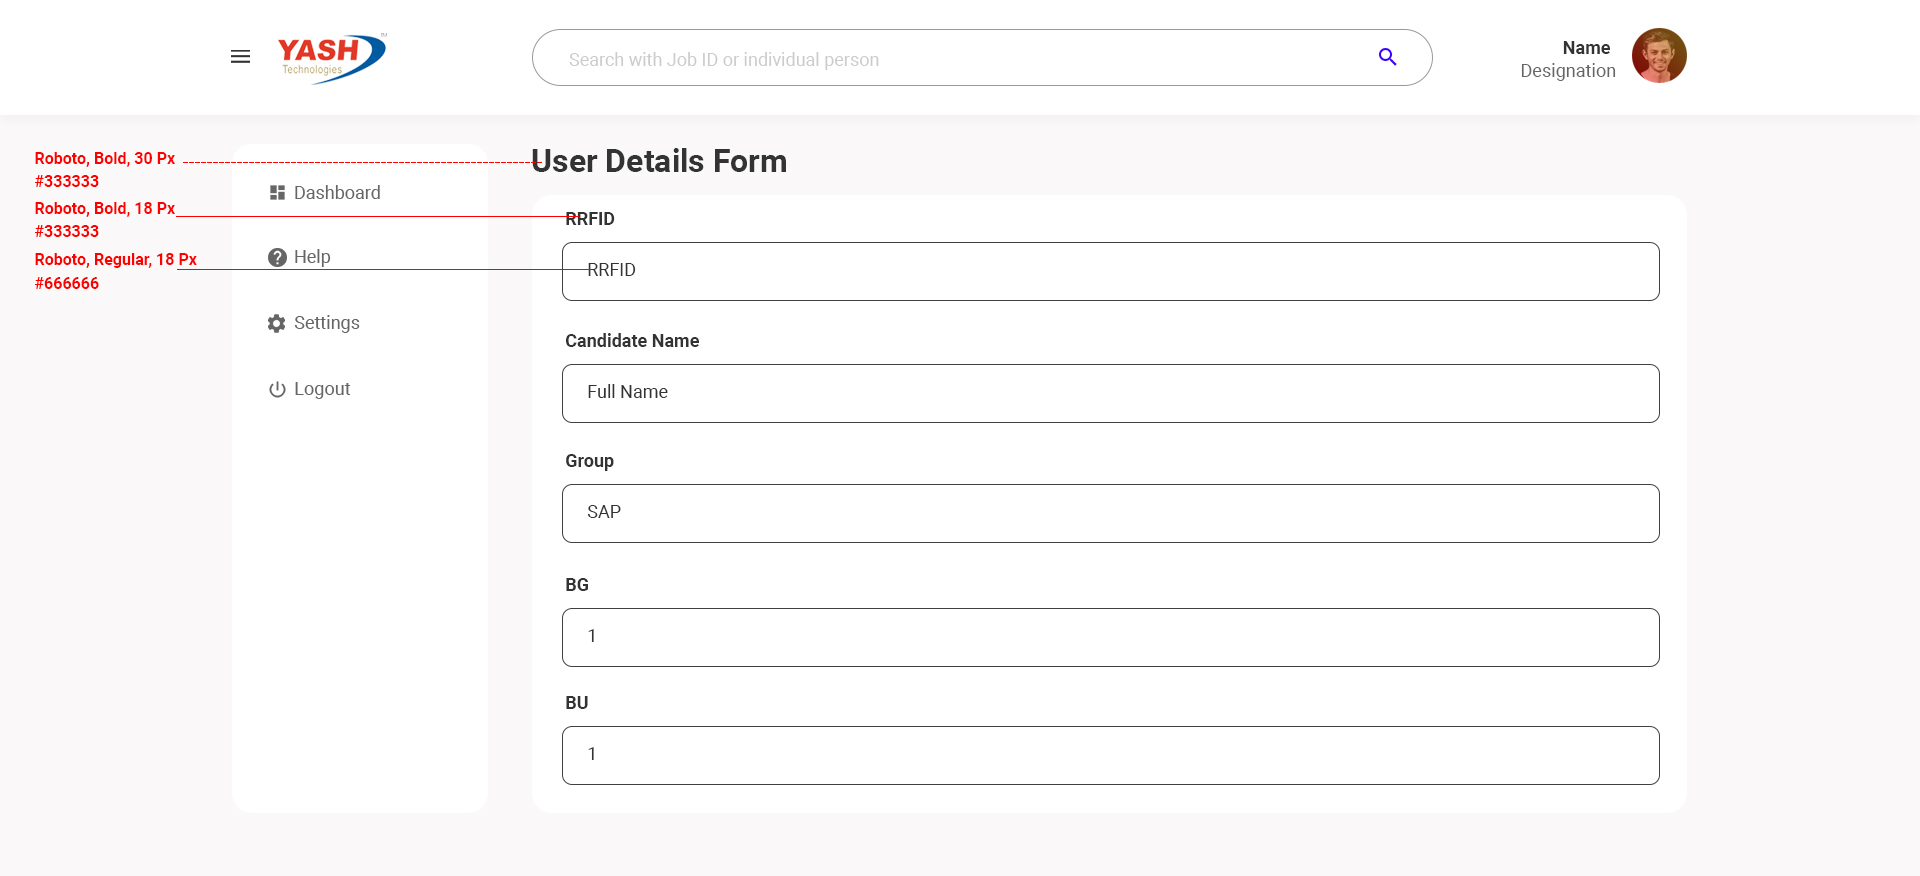 YASH
TM
Technologies
Search with Job ID or individual person
Name
Designation
Roboto, Bold, 30 Px
#333333
Roboto, Bold, 18 Px
#333333
Roboto, Regular, 18 Px
#666666
Dashboard
Help
Settings
Logout
User Details Form
RRFID
RRFID
Candidate Name
Full Name
Group
SAP
BG
1
BU
1